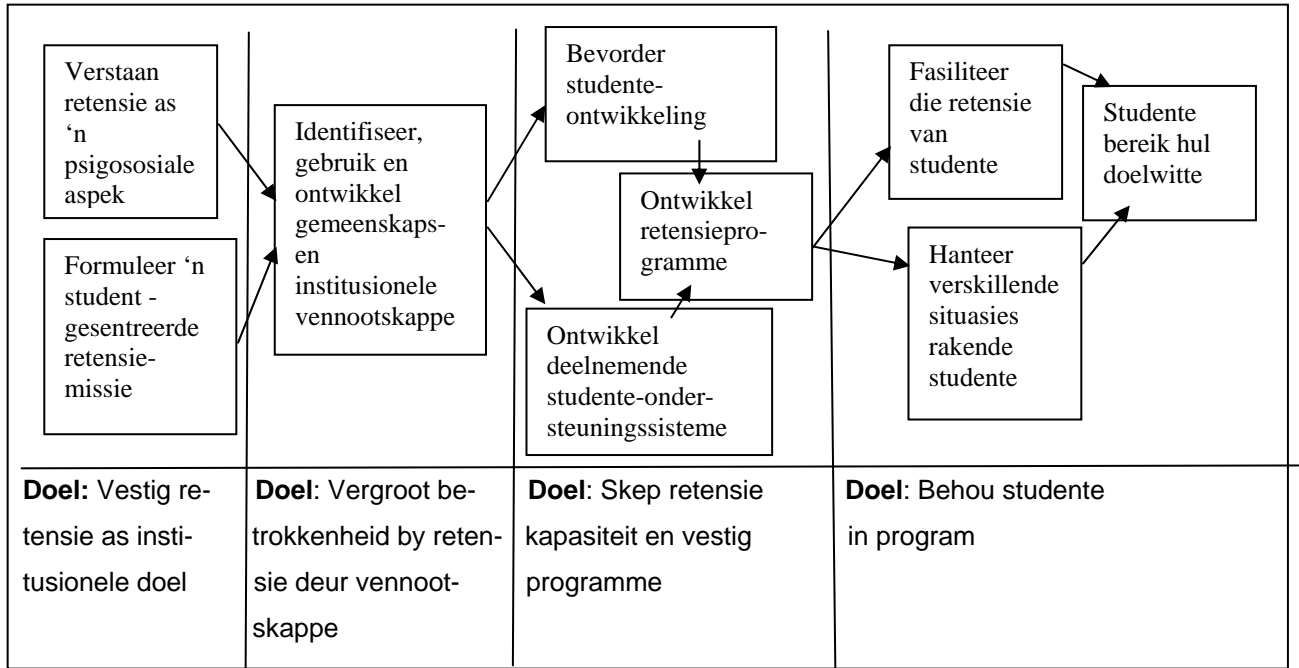 Verstaan
retensie as
‘n
psigososiale
aspek
Formuleer ‘n
student -
gesentreerde
retensie-
missie
Identifiseer,
gebruik en
ontwikkel
gemeenskaps-
en
institusionele
vennootskappe
Bevorder
studente-
ontwikkeling
Ontwikkel
retensiepro-
gramme
Ontwikkel
deelnemende
studente-onder-
steuningssisteme
Fasiliteer
die retensie
van
studente
Hanteer
verskillende
situasies
rakende
studente
Studente
bereik hul
doelwitte
Doel: Vestig re-
tensie as insti-
tusionele doel
Doel: Vergroot be-
trokkenheid by reten-
sie deur vennoot-
skappe
Doel: Skep retensie
kapasiteit en vestig
programme
Doel: Behou studente
in program